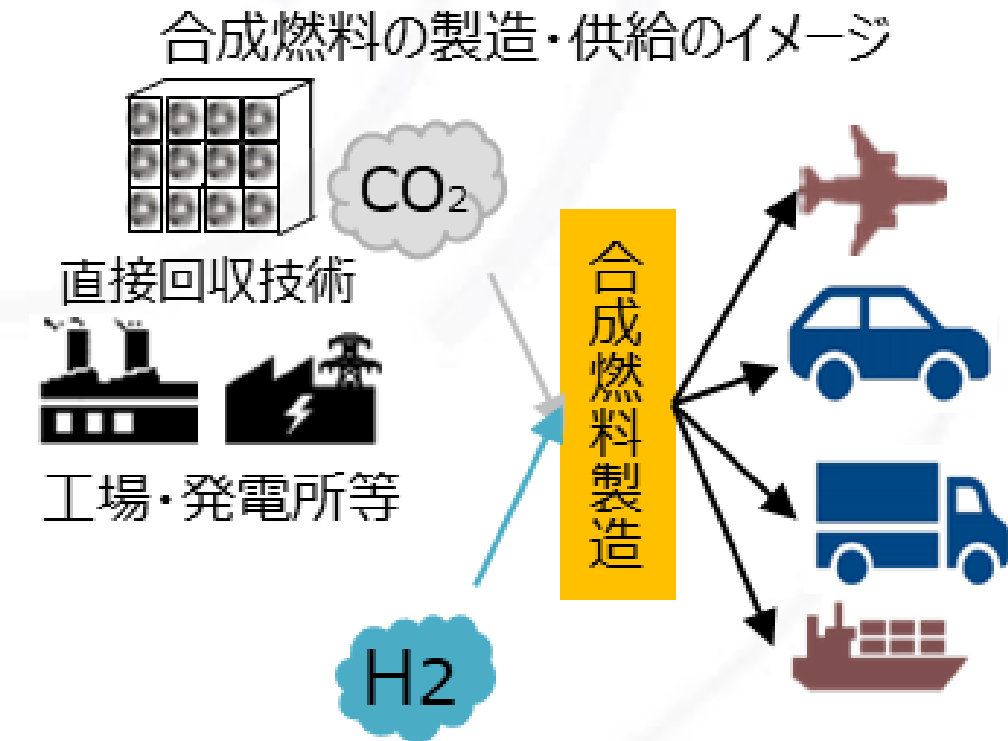 合成燃料の製造・供給のイメージ
CO₂
直接回収技術
工場・発電所等
合成燃料製造
H2